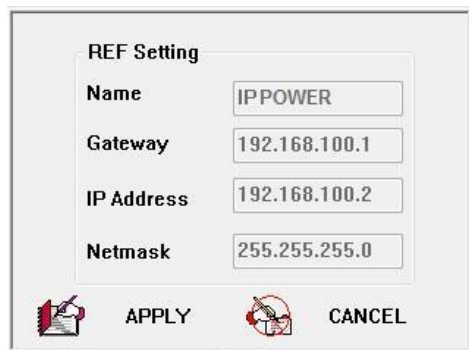 REF Setting
Name IPPOWER
Gateway 192.168.100.1
IP Address 192.168.100.2
Netmask 255.255.255.0
APPLY CANCEL